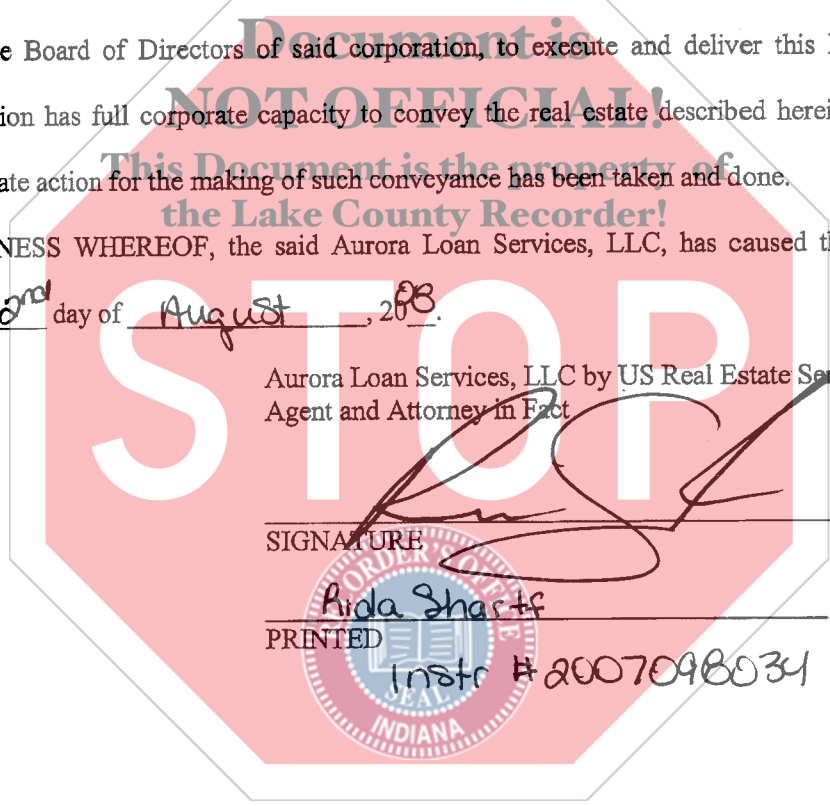 Document is
e Board of Directors of said corporation, to execute and deliver this
NOT OFFICIAL!
ion has full corporate capacity to convey the real estate described herei
This Document is the property of
ate action for the making of such conveyance has been taken and done.
the Lake County Recorder!
NESS WHEREOF, the said Aurora Loan Services, LLC, has caused th
2nd day of August, 2008.
STOP
Aurora Loan Services, LLC by US Real Estate Ser
Agent and Attorney in Fact
SIGNATURE
RECORDER'S OFFICE
Rida Sharif
PRINTED
Instr #2007098034
SEAL
INDIANA